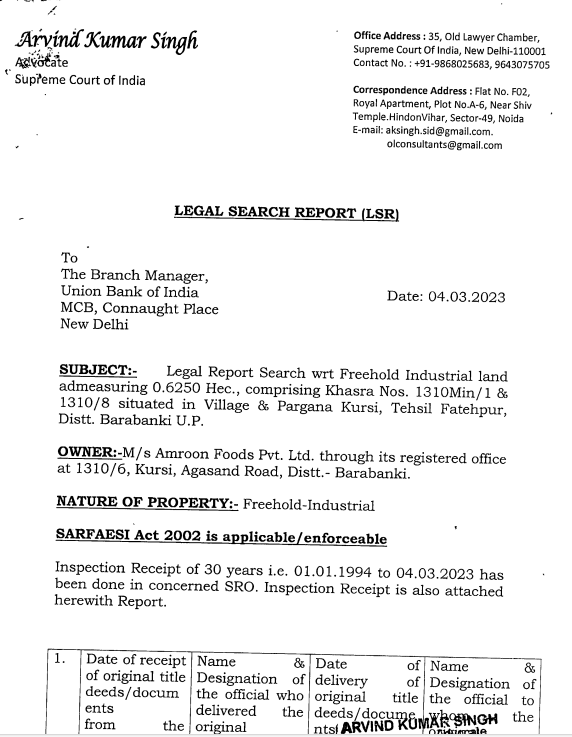 Arvind Kumar Singh
Advocate
Supreme Court of India
Office Address : 35, Old Lawyer Chamber,
Supreme Court Of India, New Delhi-110001
Contact No. : +91-9868025683, 9643075705
Correspondence Address : Flat No. F02,
Royal Apartment, Plot No.A-6, Near Shiv
Temple.HindonVihar, Sector-49, Noida
E-mail: aksingh.sid@gmail.com.
olconsultants@gmail.com
LEGAL SEARCH REPORT (LSR)
To
The Branch Manager,
Union Bank of India
MCB, Connaught Place
New Delhi
Date: 04.03.2023
SUBJECT:- Legal Report Search wrt Freehold Industrial land
admeasuring 0.6250 Hec., comprising Khasra Nos. 1310Min/1 &
1310/8 situated in Village & Pargana Kursi, Tehsil Fatehpur,
Distt. Barabanki U.P.
OWNER:-M/s Amroon Foods Pvt. Ltd. through its registered office
at 1310/6, Kursi, Agasand Road, Distt.- Barabanki.
NATURE OF PROPERTY:- Freehold-Industrial
SARFAESI Act 2002 is applicable/enforceable
Inspection Receipt of 30 years i.e. 01.01.1994 to 04.03.2023 has
been done in concerned SRO. Inspection Receipt is also attached
herewith Report.
1.
Date of receipt
of original title
deeds/docum
ents
from the
Name &
Designation of
the official who
delivered the
original
Date of
delivery of
original title
deeds/docume
nts
Name &
Designation of
the official to
whom the
ARVIND KUMAR SINGH